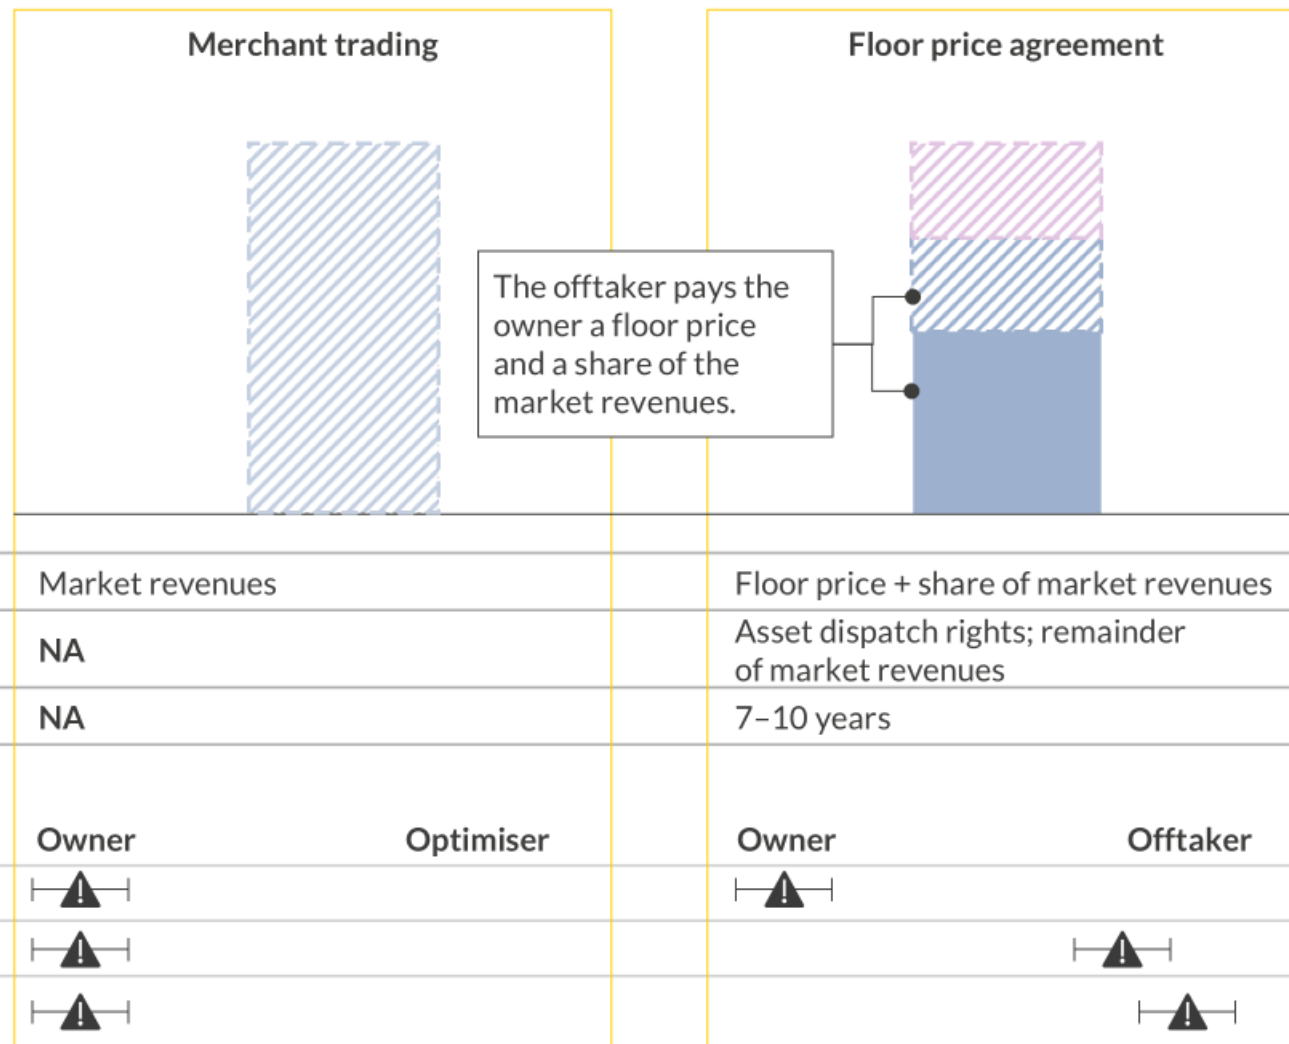 Merchant trading
Floor price agreement
The offtaker pays the
owner a floor price
and a share of the
market revenues.
Market revenues
Floor price + share of market revenues
NA
Asset dispatch rights; remainder
of market revenues
NA
7–10 years
Owner
Optimiser
Owner
Offtaker